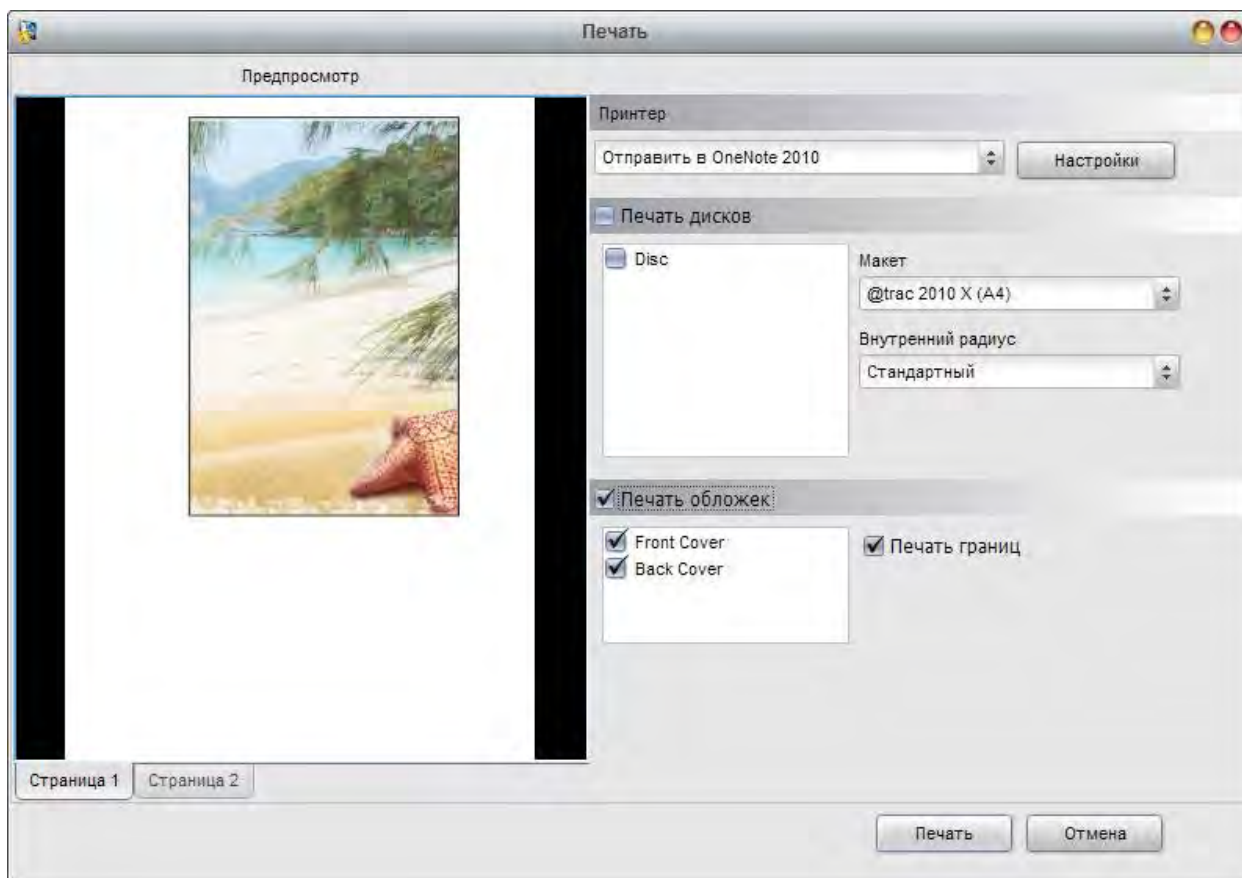 Печать
Предпросмотр
Принтер
Отправить в OneNote 2010
Настройки
Печать дисков
Disc
Макет
@trac 2010 X (A4)
Внутренний радиус
Стандартный
Печать обложек
Front Cover
Back Cover
Печать границ
Страница 1
Страница 2
Печать
Отмена